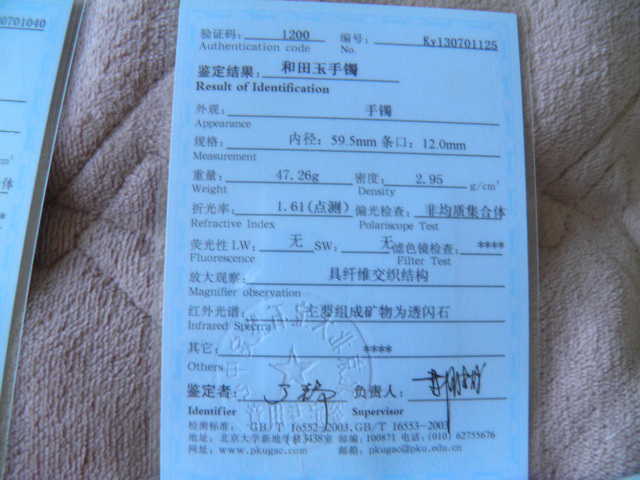 0701040
验证码: 1200 编号: Ky130701125
Authentication code No.
鉴定结果: 和田玉手镯
Result of Identification
外观: 手镯
Appearance
规格: 内径: 59.5mm 条口: 12.0mm
Measurement
重量: 47.26g 密度: 2.95 g/cm³
Weight Density
折光率: 1.61(点测) 偏光检查: 非均质集合体
Refractive Index Polariscope Test
荧光性 LW: 无 SW: 无 滤色镜检查: ****
Fluorescence Filter Test
放大观察: 具纤维交织结构
Magnifier observation
红外光谱: 主要组成矿物为透闪石
Infrared Spectra
其它: ****
Others
鉴定者: 负责人:
Identifier Supervisor
检测标准: GB/T 16552-2003, GB/T 16553-2003
地址: 北京大学新地学楼3438室 邮编: 100871 电话: (010) 62755676
网址: www.pkugac.com 邮箱: pkugac@pku.edu.cn